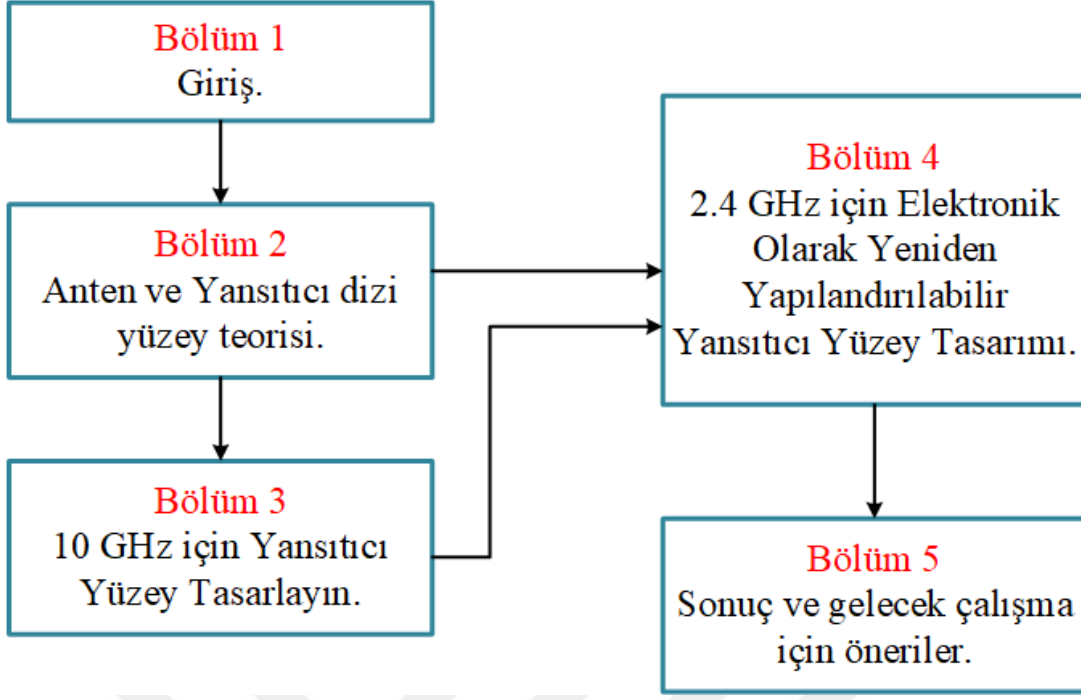 Bölüm 1
Giriş.
Bölüm 2
Anten ve Yansıtıcı dizi
yüzey teorisi.
Bölüm 3
10 GHz için Yansıtıcı
Yüzey Tasarlayın.
Bölüm 4
2.4 GHz için Elektronik
Olarak Yeniden
Yapılandırılabilir
Yansıtıcı Yüzey Tasarımı.
Bölüm 5
Sonuç ve gelecek çalışma
için öneriler.